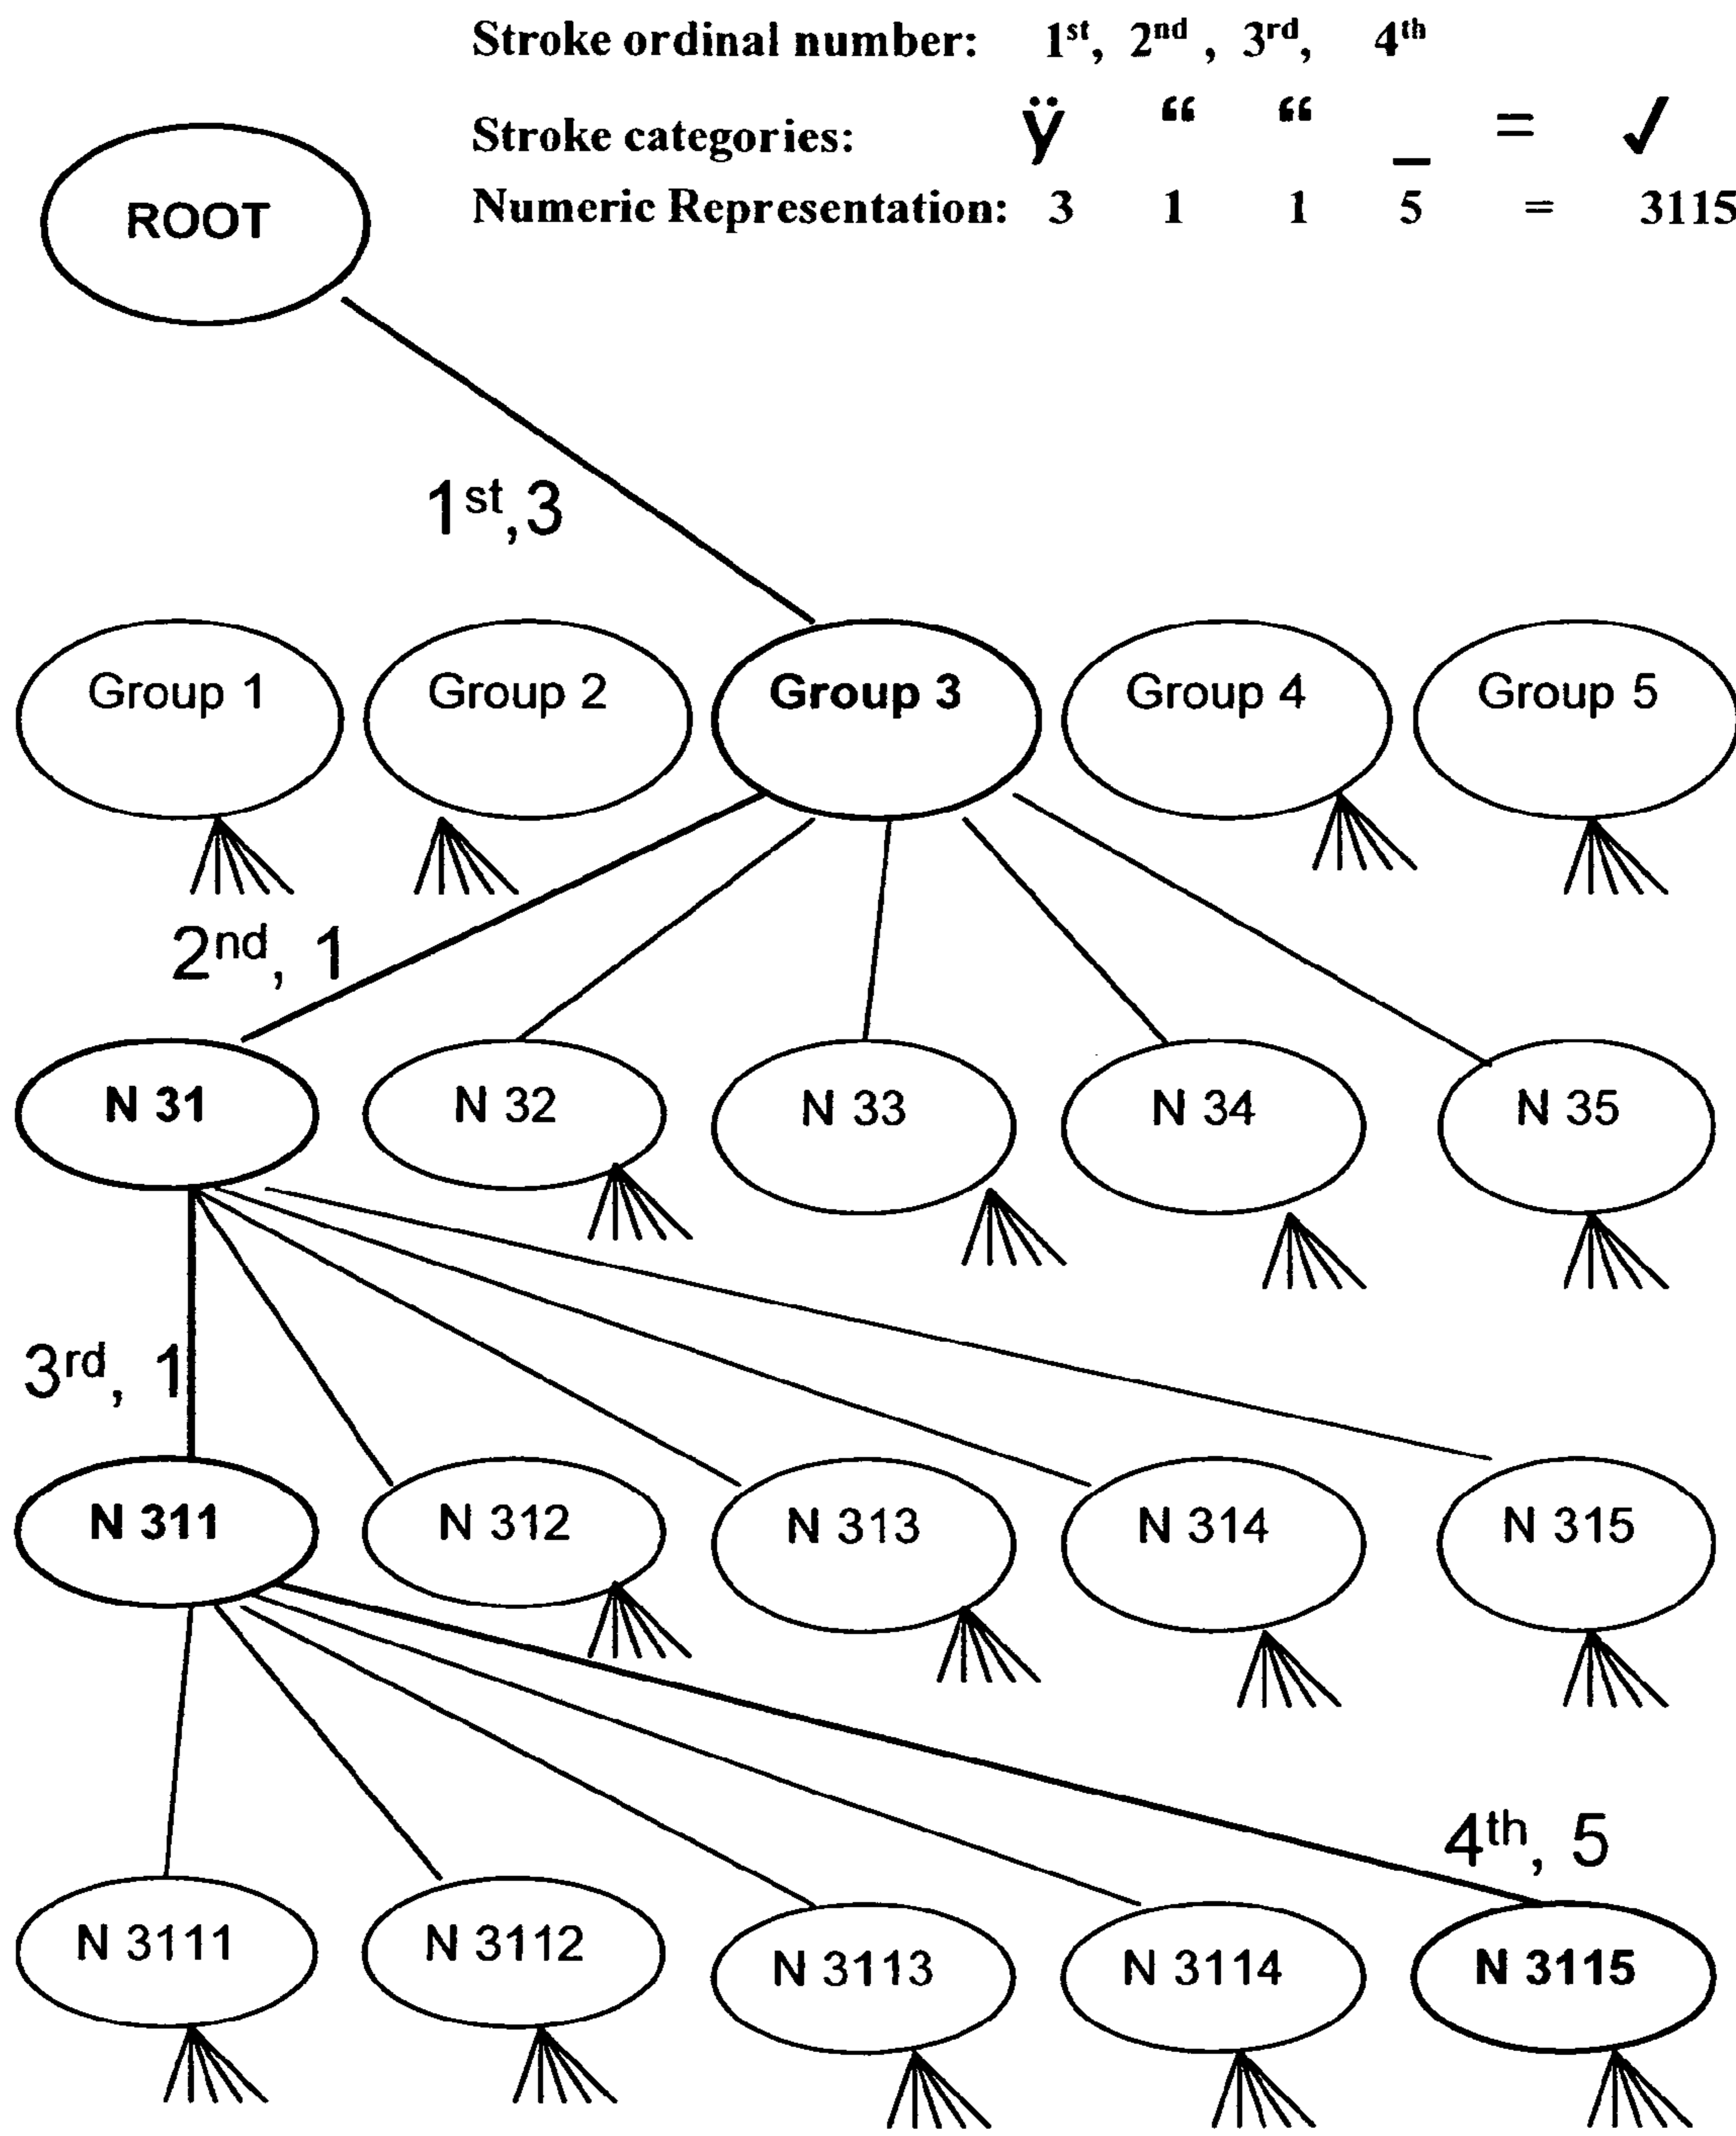 Stroke ordinal number: 1st, 2nd , 3rd, 4th
Stroke categories: ÿ “ “ _ = ✓
Numeric Representation: 3 1 1 5 = 3115
ROOT
1st,3
Group 1 Group 2 Group 3 Group 4 Group 5
2nd, 1
N 31 N 32 N 33 N 34 N 35
3rd, 1
N 311 N 312 N 313 N 314 N 315
4th, 5
N 3111 N 3112 N 3113 N 3114 N 3115